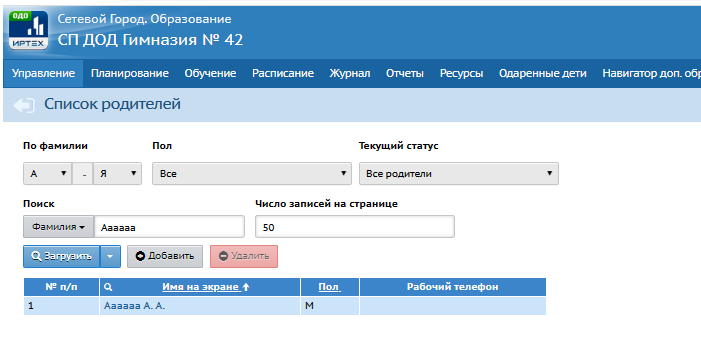 ОДО
ИРТЕХ
Сетевой Город. Образование
СП ДОД Гимназия № 42
Управление Планирование Обучение Расписание Журнал Отчеты Ресурсы Одаренные дети Навигатор доп. обр
Список родителей
По фамилии Пол Текущий статус
А - Я Все Все родители
Поиск Число записей на странице
Фамилия Аааааа 50
Загрузить Добавить Удалить
№ п/п Имя на экране Пол Рабочий телефон
1 Аааааа А. А. М